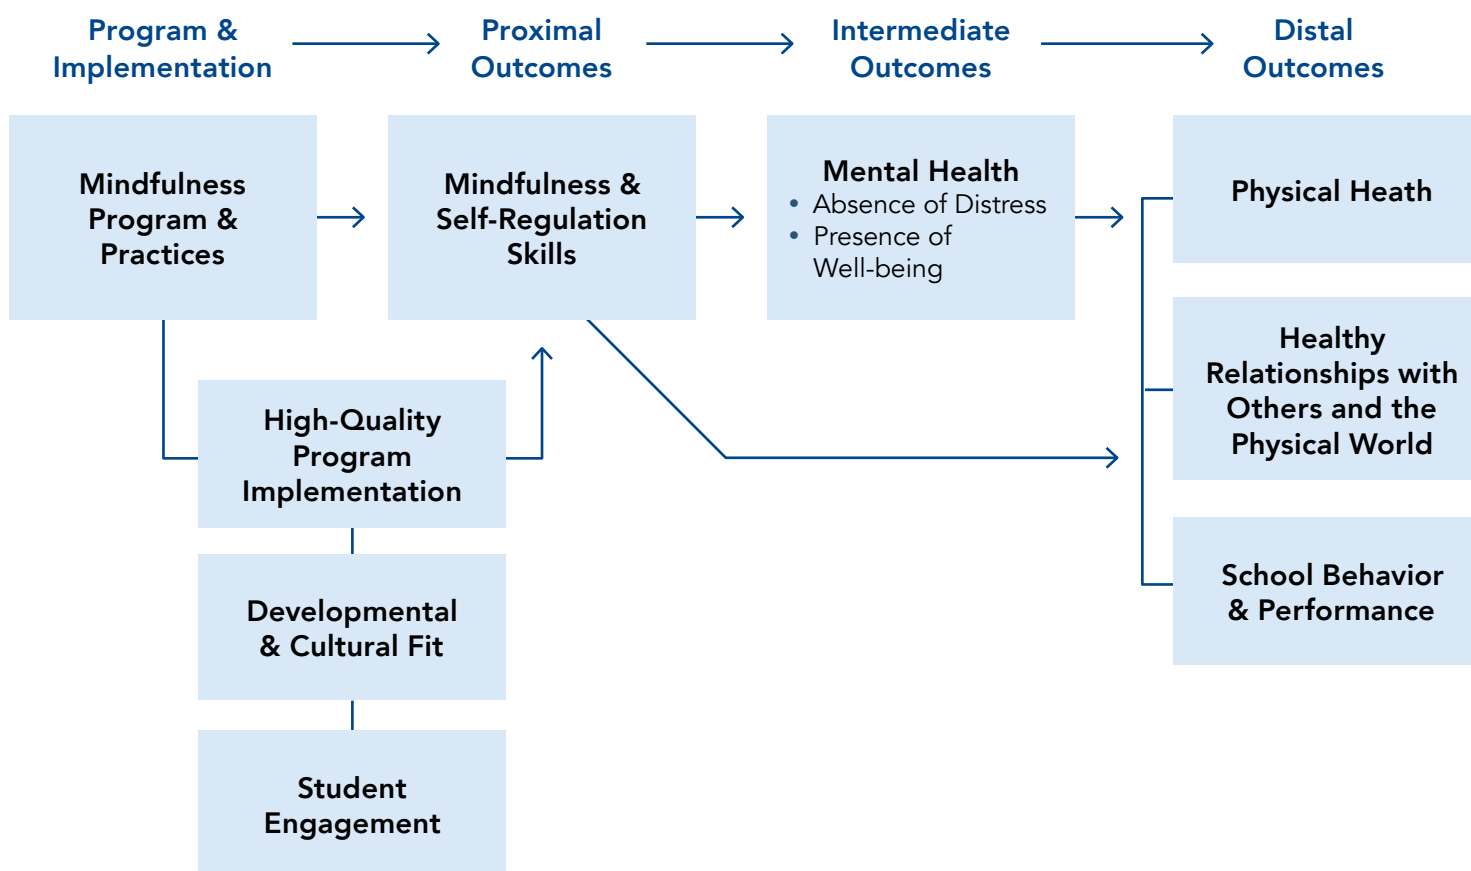 Program &
Implementation
Proximal
Outcomes
Intermediate
Outcomes
Distal
Outcomes
Mindfulness
Program &
Practices
Mindfulness &
Self-Regulation
Skills
Mental Health
• Absence of Distress
• Presence of
Well-being
Physical Heath
Healthy
Relationships with
Others and the
Physical World
School Behavior
& Performance
High-Quality
Program
Implementation
Developmental
& Cultural Fit
Student
Engagement